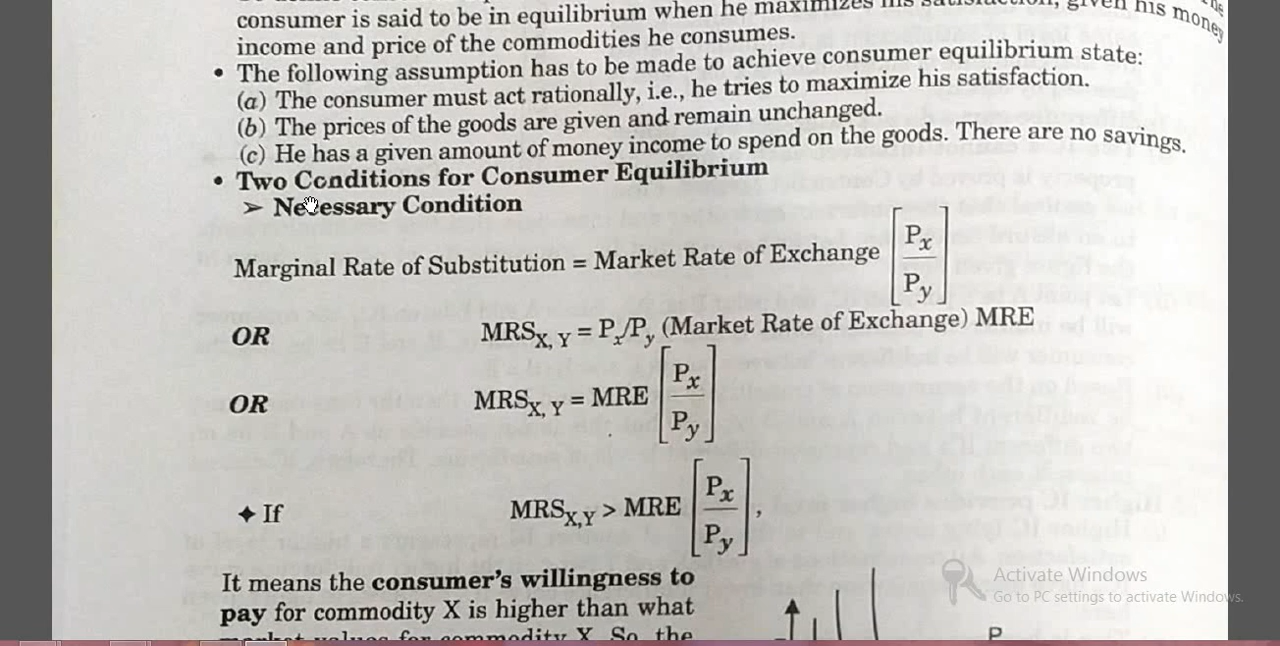 consumer is said to be in equilibrium when he maximizes his satisfaction, given his money
income and price of the commodities he consumes.
• The following assumption has to be made to achieve consumer equilibrium state:
(a) The consumer must act rationally, i.e., he tries to maximize his satisfaction.
(b) The prices of the goods are given and remain unchanged.
(c) He has a given amount of money income to spend on the goods. There are no savings.
• Two Conditions for Consumer Equilibrium
➢ Necessary Condition
Marginal Rate of Substitution = Market Rate of Exchange [Px/Py]
OR MRSX, Y = Px/Py (Market Rate of Exchange) MRE
OR MRSX, Y = MRE [Px/Py]
✦ If MRSX,Y > MRE [Px/Py],
It means the consumer's willingness to
pay for commodity X is higher than what
market values for commodity X. So, the
P
Activate Windows
Go to PC settings to activate Windows.